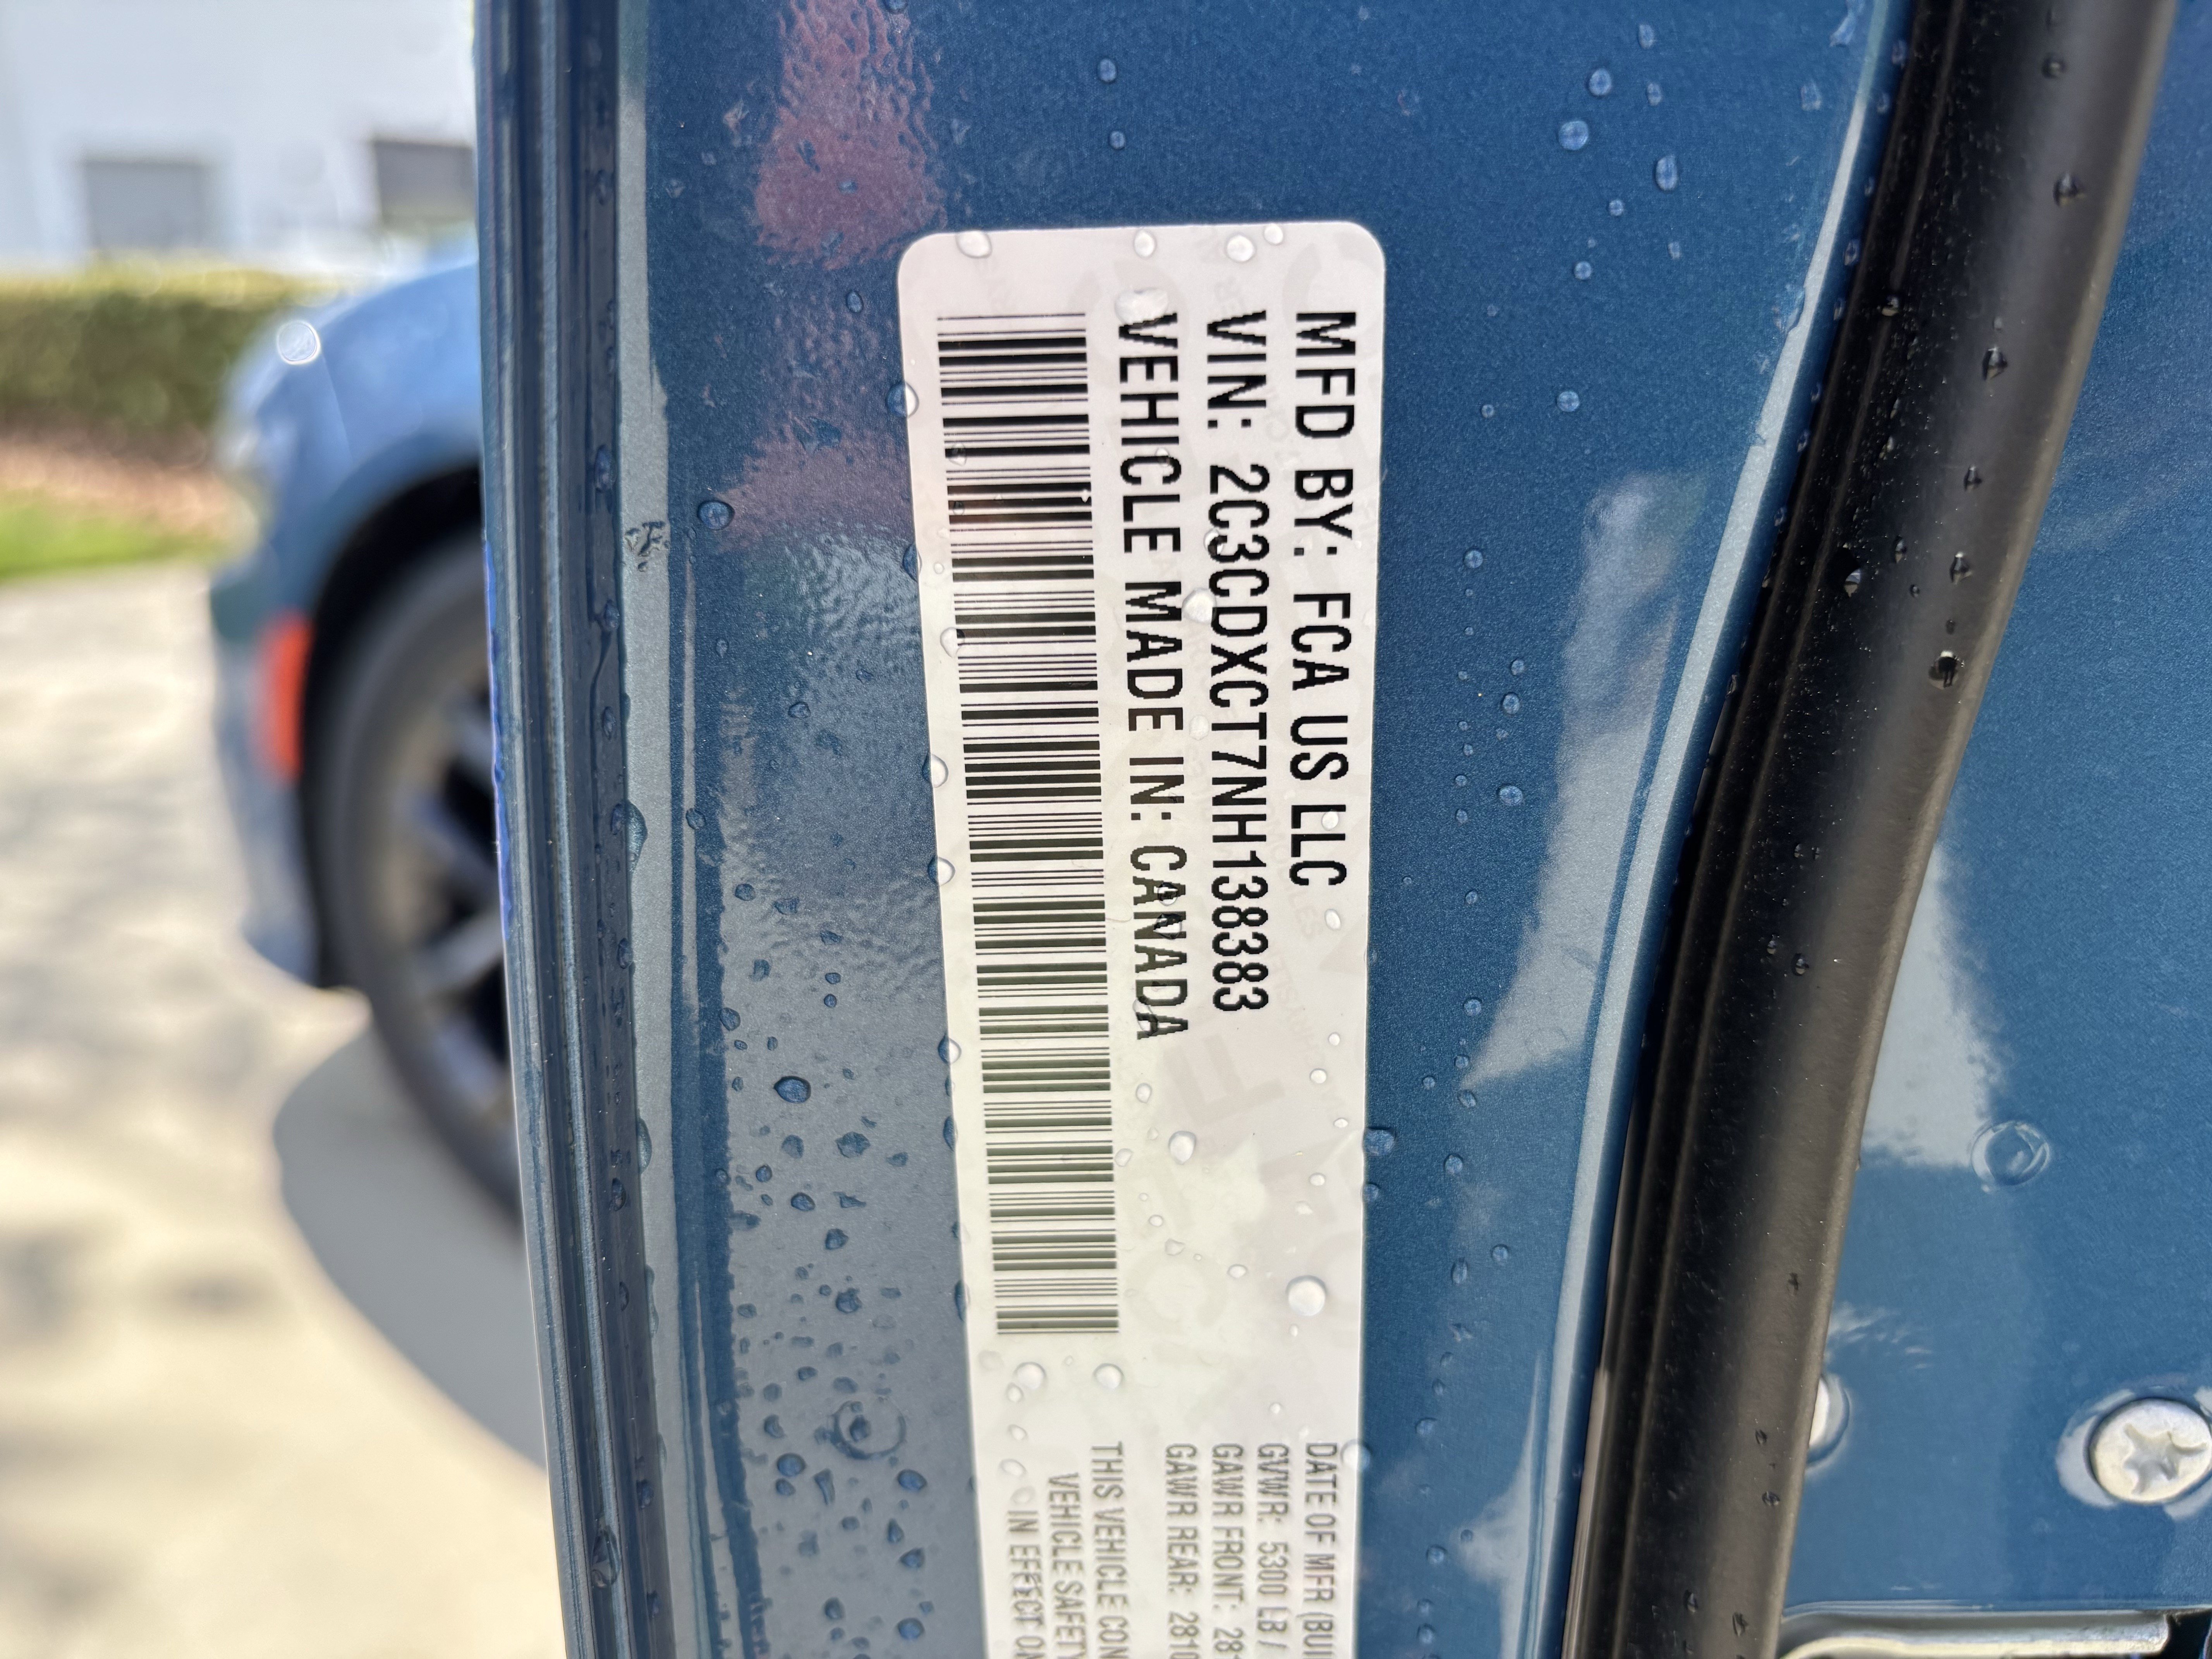 MFD BY: FCA US LLC
VIN: 2C3CDXCT7NH138383
VEHICLE MADE IN: CANADA
DATE OF MFR
GVWR: 5300 LB /
GAWR FRONT:
GAWR REAR:
THIS VEHICLE
VEHICLE SAFETY
IN EFFECT